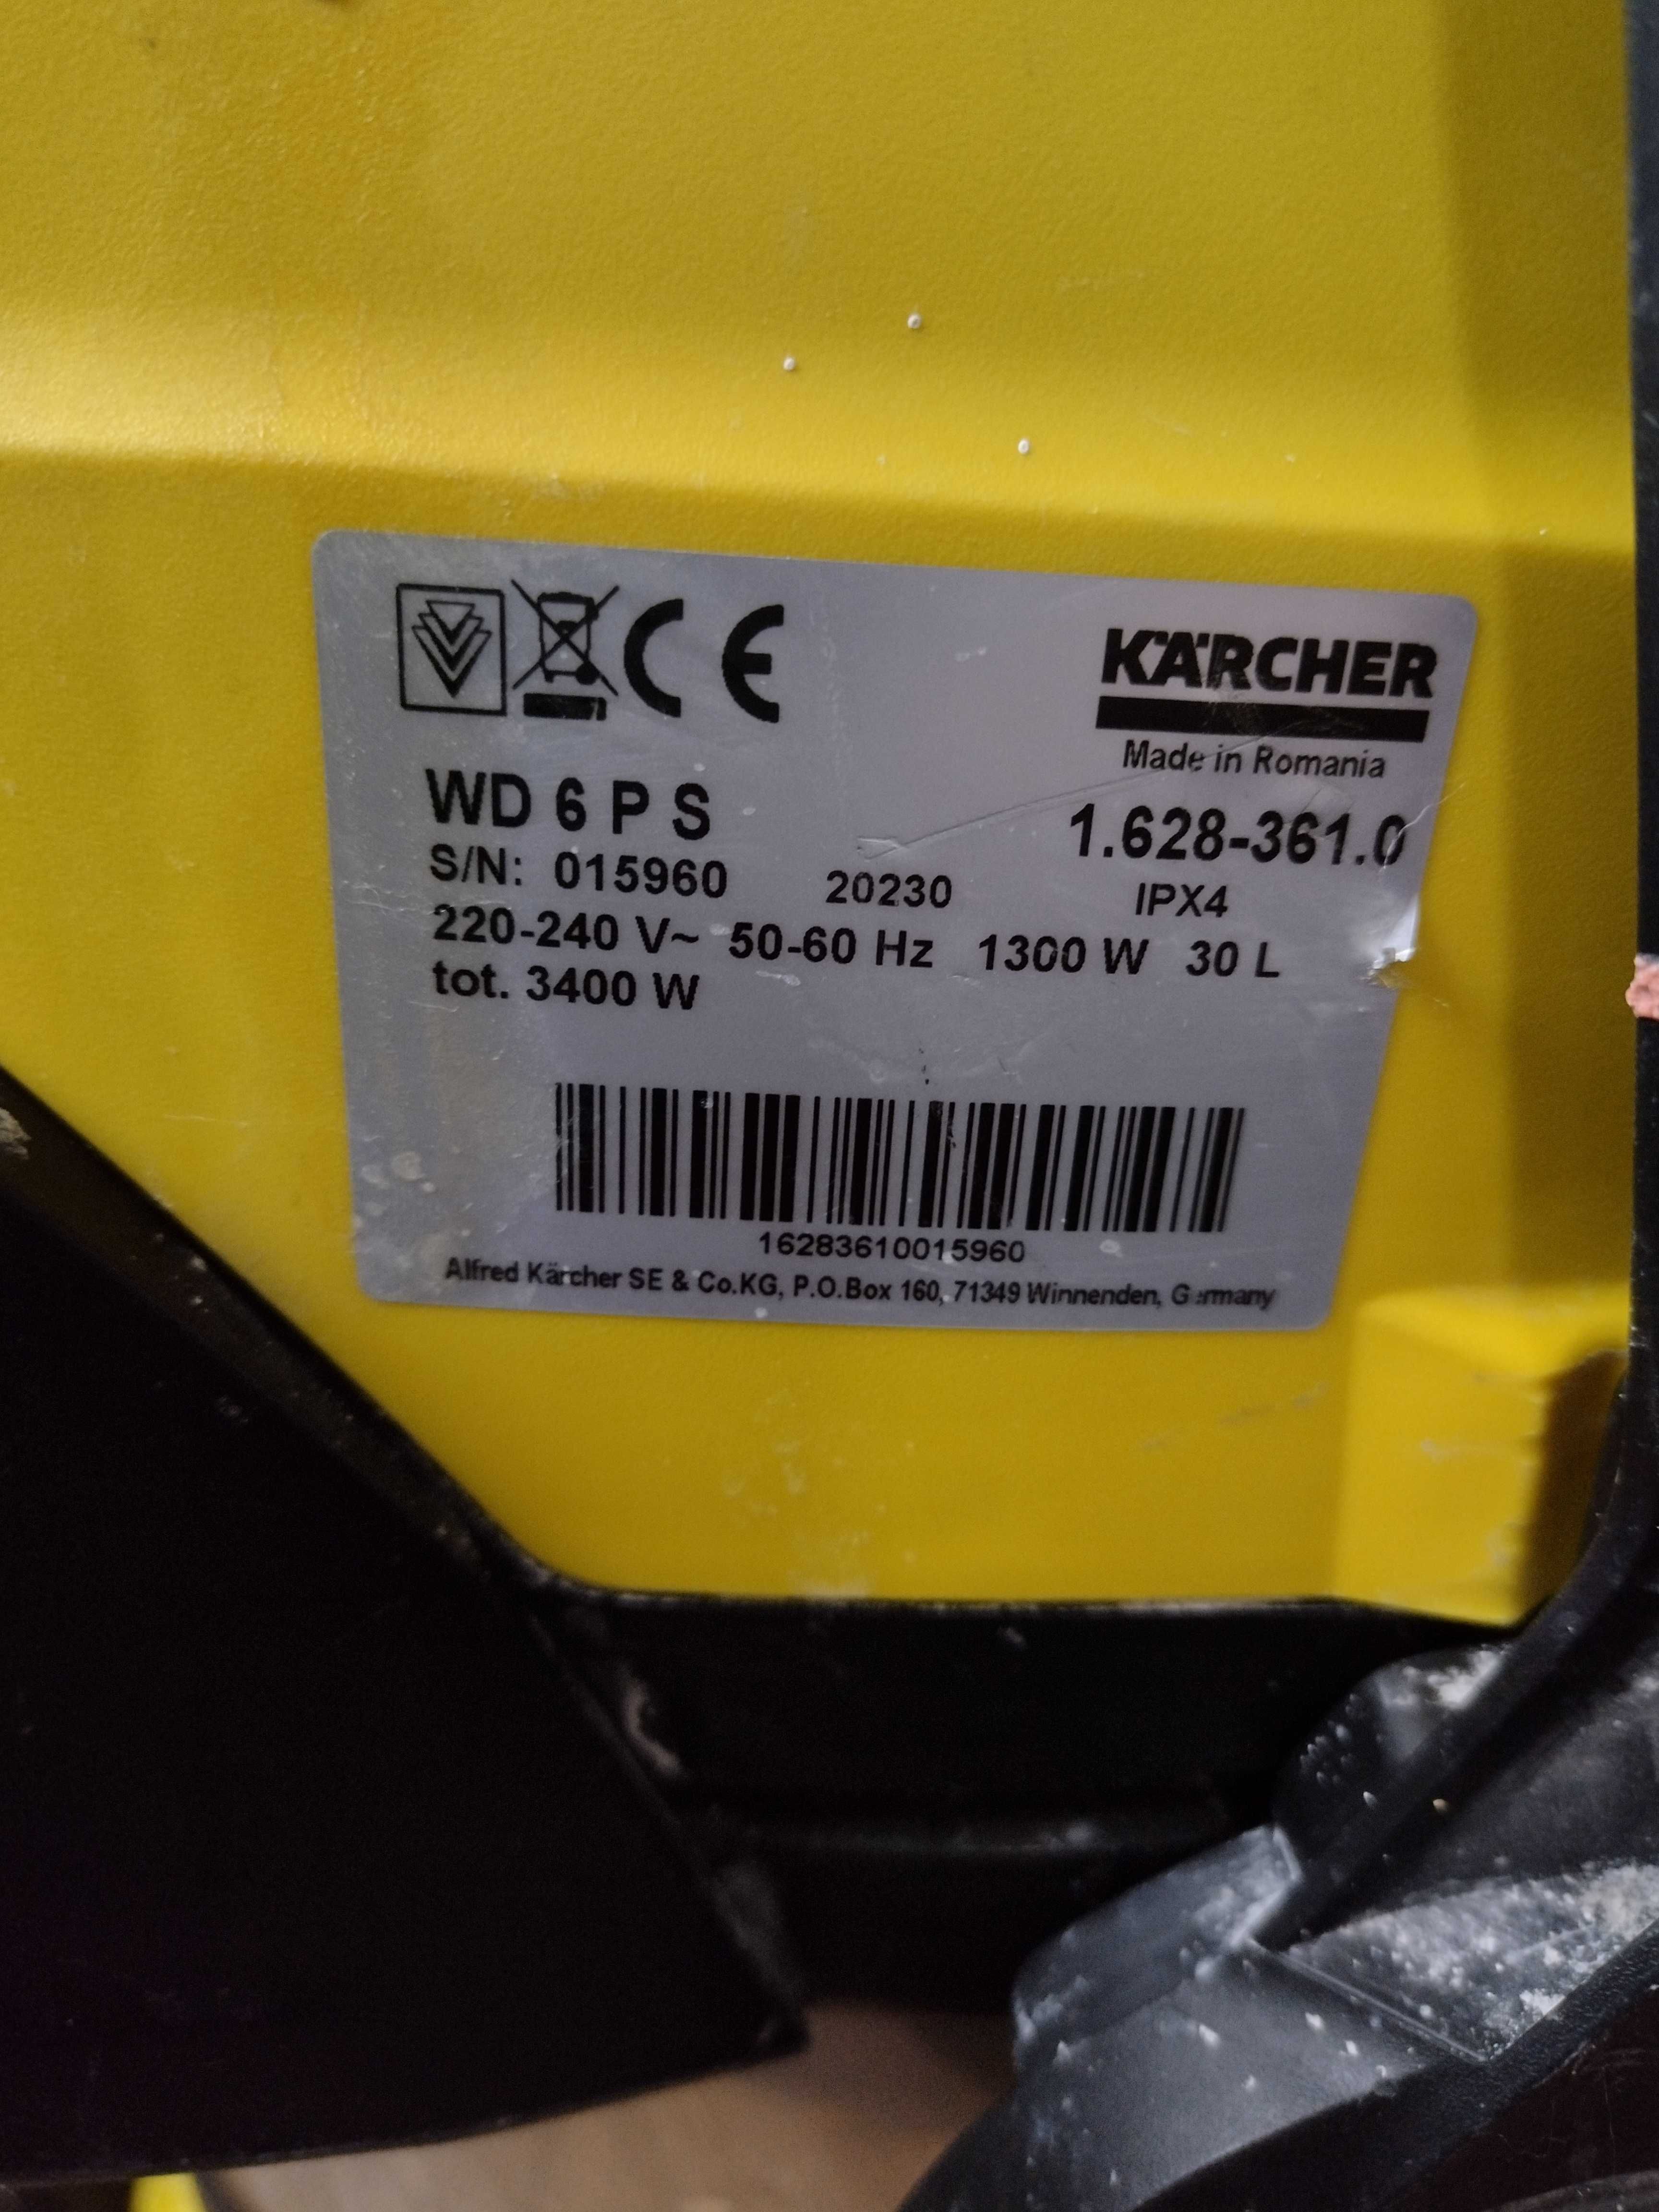 CE
KÄRCHER
Made in Romania
WD 6 P S 1.628-361.0
S/N: 015960 20230 IPX4
220-240 V~ 50-60 Hz 1300 W 30 L
tot. 3400 W
16283610015960
Alfred Kärcher SE & Co.KG, P.O.Box 160, 71349 Winnenden, Germany